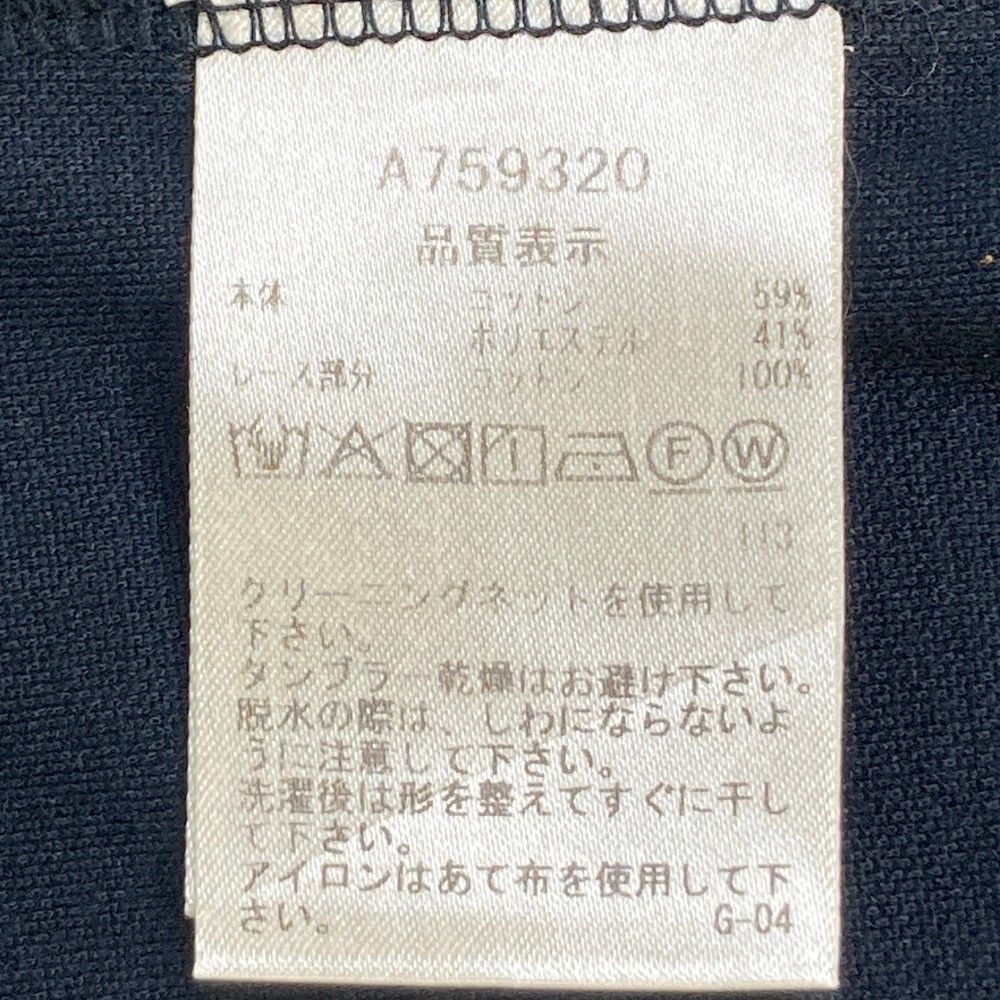 A759320
品質表示
本体 コットン 59%
ポリエステル 41%
レース部分 コットン 100%
F W
113
クリーニングネットを使用して
下さい。
タンブラー乾燥はお避け下さい。
脱水の際は、しわにならないよ
うに注意して下さい。
洗濯後は形を整えてすぐに干し
て下さい。
アイロンはあて布を使用して下
さい。 G-04